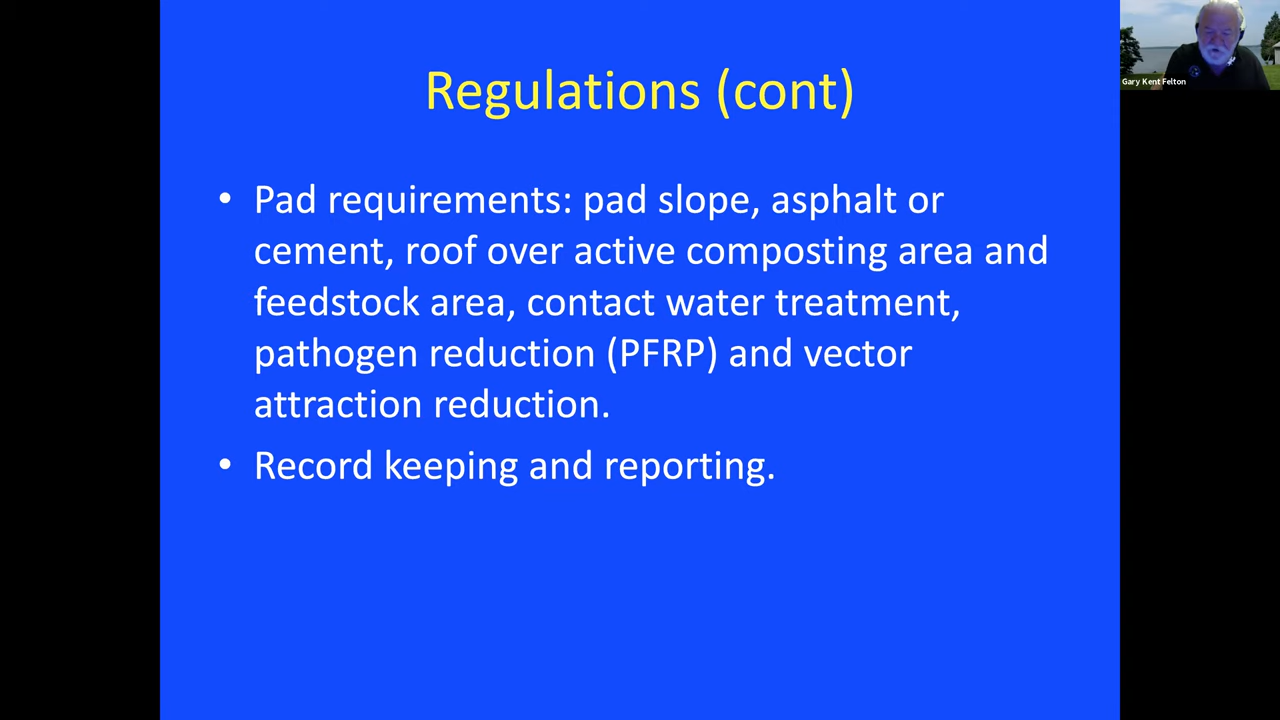 Regulations (cont)
Gary Kent Felton
• Pad requirements: pad slope, asphalt or
cement, roof over active composting area and
feedstock area, contact water treatment,
pathogen reduction (PFRP) and vector
attraction reduction.
• Record keeping and reporting.